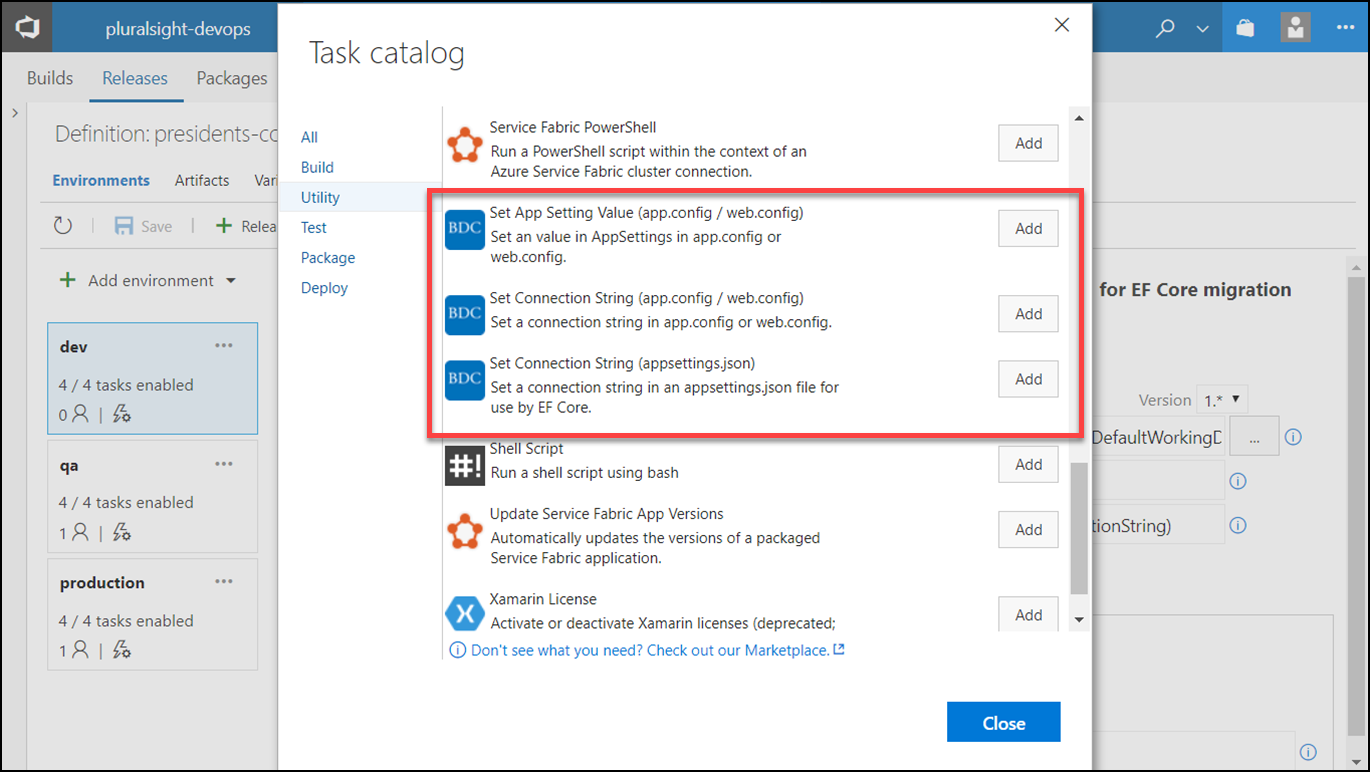 pluralsight-devops
Builds
Releases
Packages
Definition: presidents-co
Environments
Artifacts
Vari
Save
Relea
Add environment
dev
4 / 4 tasks enabled
0
qa
4 / 4 tasks enabled
1
production
4 / 4 tasks enabled
1
Task catalog
All
Build
Utility
Test
Package
Deploy
Service Fabric PowerShell
Run a PowerShell script within the context of an
Azure Service Fabric cluster connection.
Add
BDC
Set App Setting Value (app.config / web.config)
Set an value in AppSettings in app.config or
web.config.
Add
BDC
Set Connection String (app.config / web.config)
Set a connection string in app.config or web.config.
Add
BDC
Set Connection String (appsettings.json)
Set a connection string in an appsettings.json file for
use by EF Core.
Add
#!
Shell Script
Run a shell script using bash
Add
Update Service Fabric App Versions
Automatically updates the versions of a packaged
Service Fabric application.
Add
Xamarin License
Activate or deactivate Xamarin licenses (deprecated;
Add
Don't see what you need? Check out our Marketplace.
Close
for EF Core migration
Version 1.*
DefaultWorkingD
...
tionString)